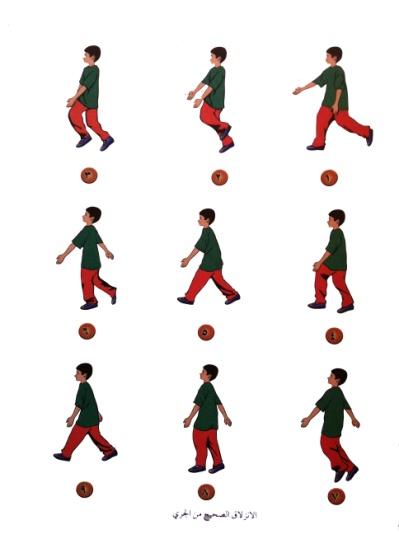 ١ ٢ ٣
٤ ٥ ٦
٧ ٨ ٩
الانزلاق الصحيح من الجري